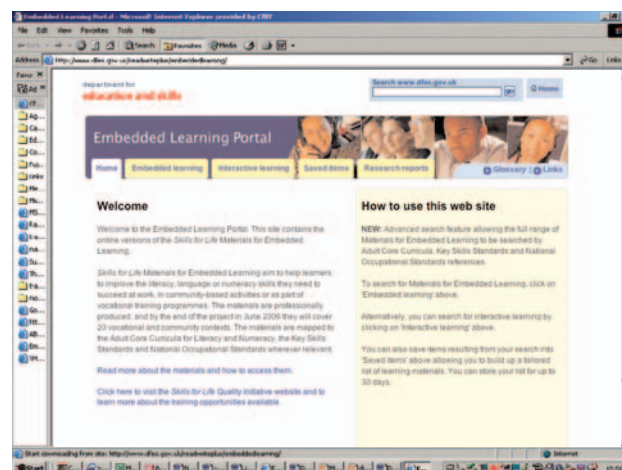 Embedded Learning Portal - Microsoft Internet Explorer provided by
File Edit View Favorites Tools Help
Search Favorites Media
Address http://www.dfes.gov.uk/readwriteplus/embeddedlearning/ Go Links
department for
education and skills
Search www.dfes.gov.uk
go
Home
Embedded Learning Portal
Home Embedded learning Interactive learning Saved items Research reports
Glossary | Links
Welcome
Welcome to the Embedded Learning Portal. This site contains the
online versions of the Skills for Life Materials for Embedded
Learning.
Skills for Life Materials for Embedded Learning aim to help learners
to improve the literacy, language or numeracy skills they need to
succeed at work, in community-based activities or as part of
vocational training programmes. The materials are professionally
produced, and by the end of the project in June 2006 they will cover
20 vocational and community contexts. The materials are mapped to
the Adult Core Curricula for Literacy and Numeracy, the Key Skills
Standards and National Occupational Standards wherever relevant.
Read more about the materials and how to access them.
Click here to visit the Skills for Life Quality Initiative website and to
learn more about the training opportunities available.
How to use this web site
NEW: Advanced search feature allowing the full range of
Materials for Embedded Learning to be searched by
Adult Core Curricula, Key Skills Standards and National
Occupational Standards references.
To search for Materials for Embedded Learning, click on
'Embedded learning' above.
Alternatively, you can search for interactive learning by
clicking on 'Interactive learning' above.
You can also save items resulting from your search into
'Saved items' above allowing you to build up a tailored
list of learning materials. You can store your list for up to
30 days.
Start downloading from site: http://www.dfes.gov.uk/readwriteplus/embeddedlearning/
Internet
Start